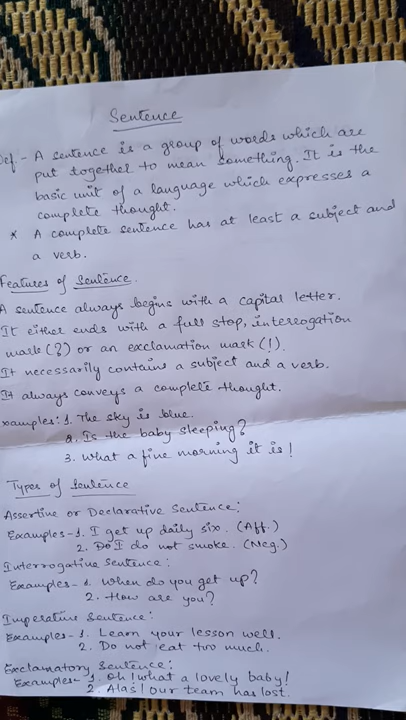 Sentence
Def.- A sentence is a group of words which are
put together to mean something. It is the
basic unit of a language which expresses a
complete thought.
* A complete sentence has at least a subject and
a verb.
Features of Sentence.
A sentence always begins with a capital letter.
It either ends with a full stop, interrogation
mark (?) or an exclamation mark (!).
It necessarily contains a subject and a verb.
It always conveys a complete thought.
xamples: 1. The sky is blue.
2. Is the baby sleeping?
3. What a fine morning it is!
Types of sentence
Assertive or Declarative Sentence:
Examples- 1. I get up daily six. (Aff.)
2. Do I do not smoke. (Neg.)
Interrogative Sentence:
Examples- 1. When do you get up?
2. How are you?
Imperative Sentence:
Examples- 1. Learn your lesson well.
2. Do not eat too much.
Exclamatory Sentence:
Examples- 1. Oh! what a lovely baby!
2. Alas! Our team has lost.